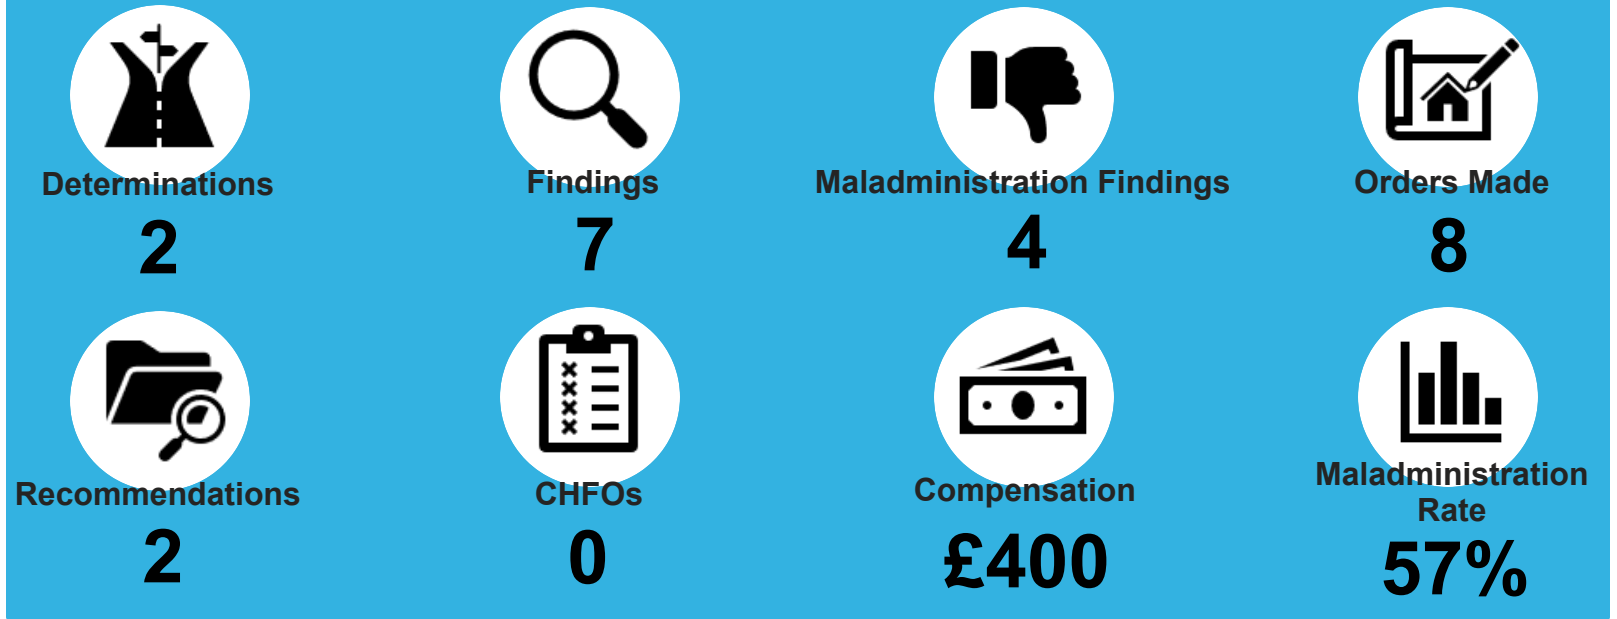 Determinations
2
Findings
7
Maladministration Findings
4
Orders Made
8
Recommendations
2
CHFOs
0
Compensation
£400
Maladministration
Rate
57%